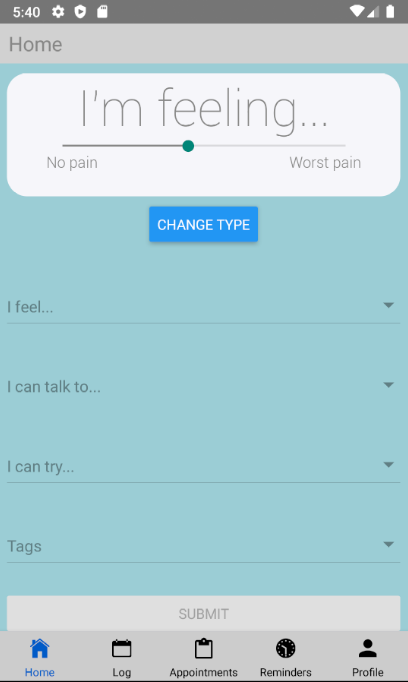 5:40
Home
I'm feeling...
No pain Worst pain
CHANGE TYPE
I feel...
I can talk to...
I can try...
Tags
SUBMIT
Home Log Appointments Reminders Profile